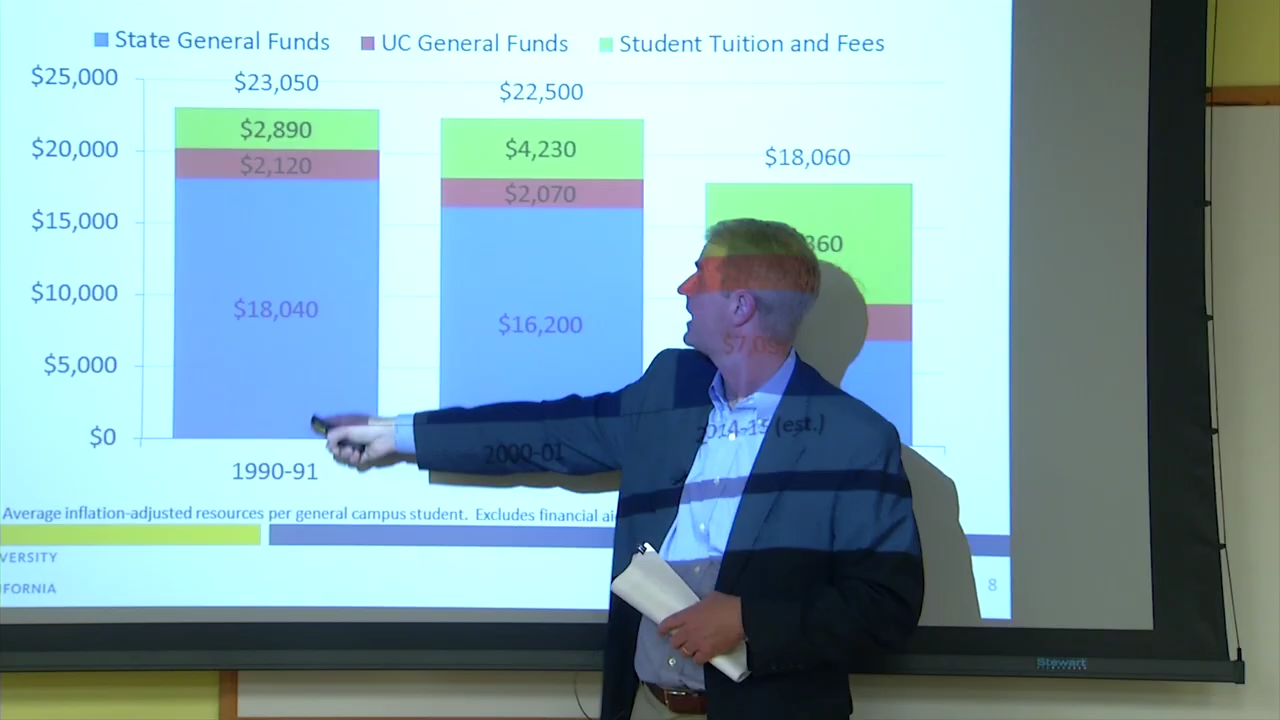 State General Funds UC General Funds Student Tuition and Fees
$25,000 $23,050 $22,500
$20,000 $2,890 $4,230 $18,060
$2,120 $2,070
$15,000 360
$10,000 $18,040 $16,200
$5,000
$0
1990-91 2000-01 2014-15 (est.)
Average inflation-adjusted resources per general campus student. Excludes financial
VERSITY
IFORNIA
8
Stewart